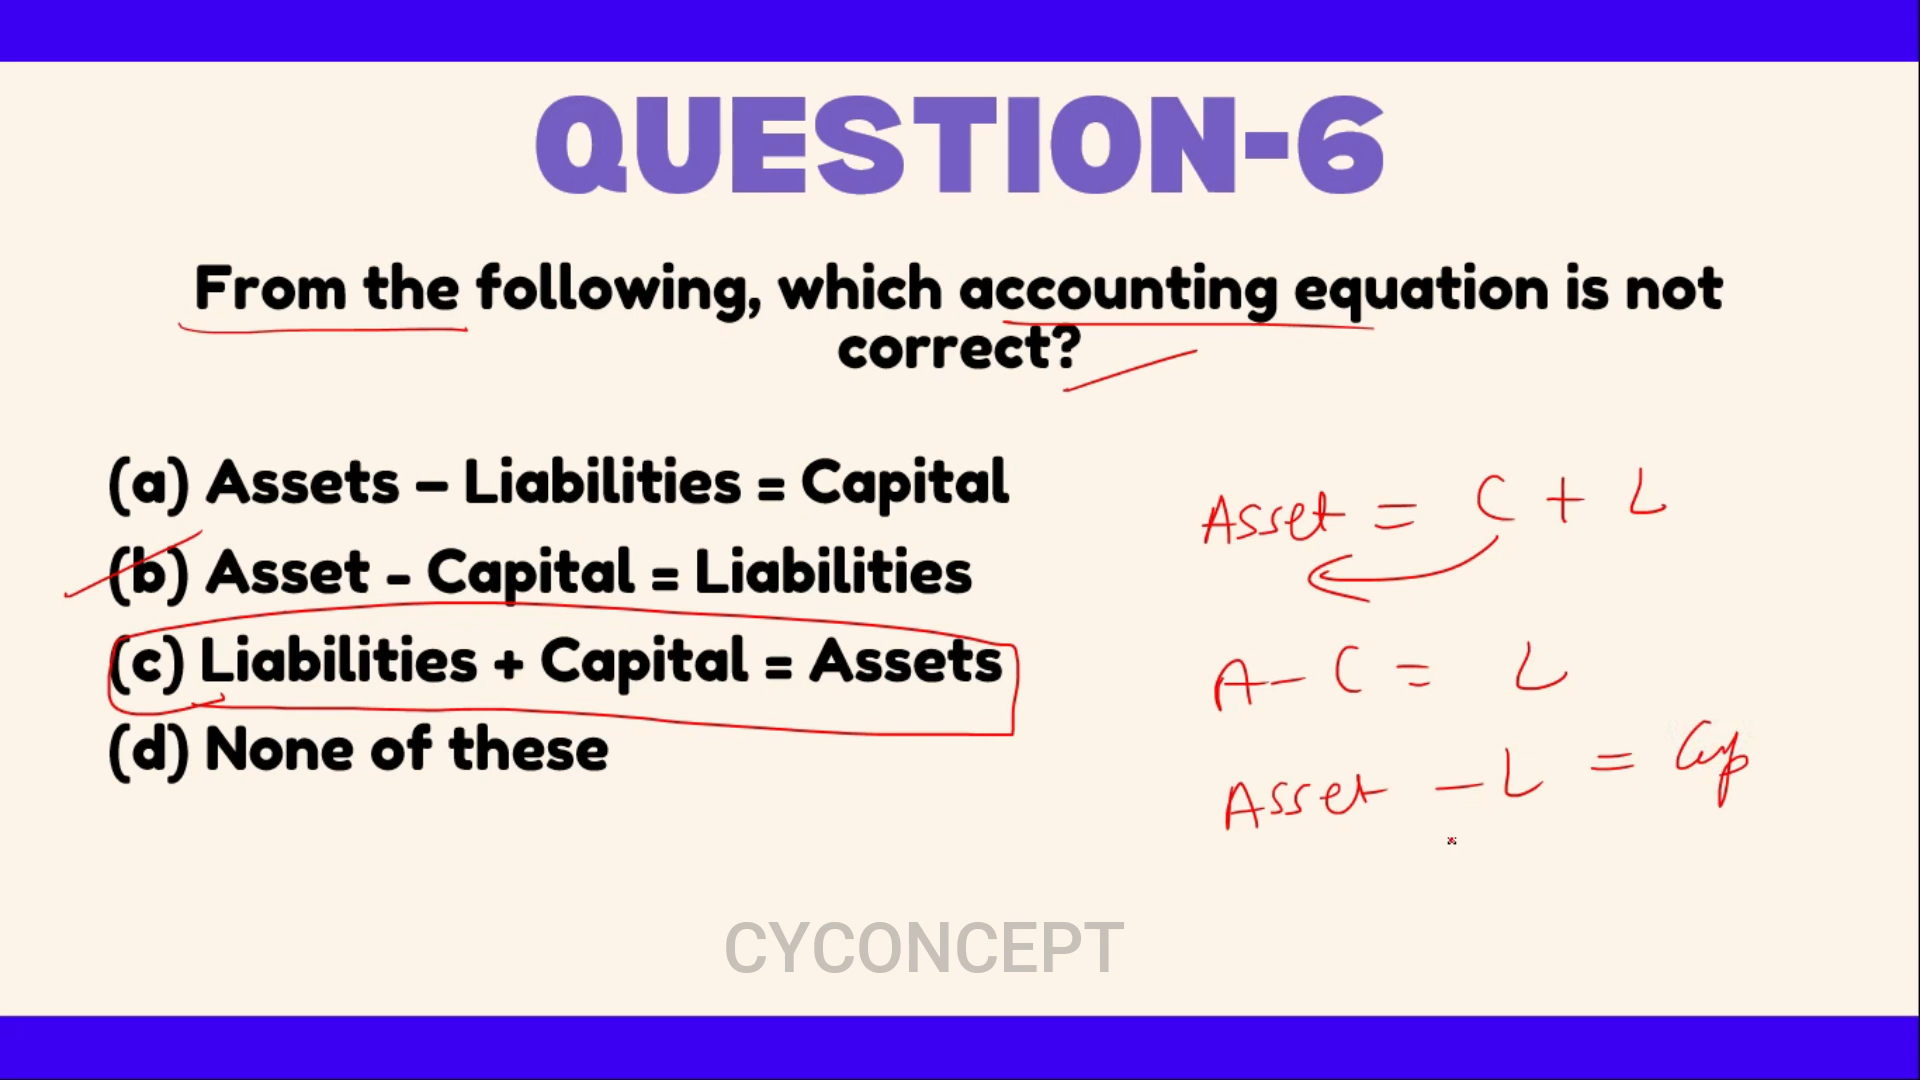 QUESTION-6
From the following, which accounting equation is not
correct?
(a) Assets – Liabilities = Capital
(b) Asset - Capital = Liabilities
(c) Liabilities + Capital = Assets
(d) None of these
Asset = C + L
A - C = L
Asset - L = Cap
CYCONCEPT